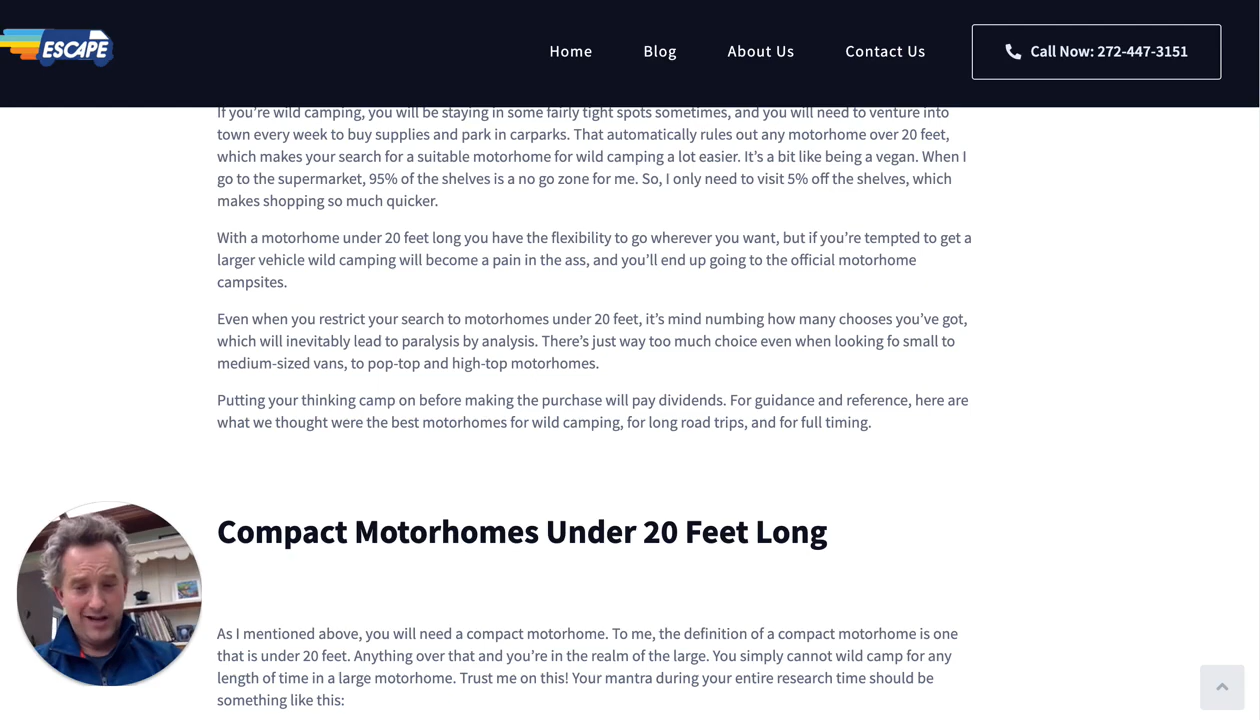 ESCAPE
Home
Blog
About Us
Contact Us
Call Now: 272-447-3151
If you’re wild camping, you will be staying in some fairly tight spots sometimes, and you will need to venture into
town every week to buy supplies and park in carparks. That automatically rules out any motorhome over 20 feet,
which makes your search for a suitable motorhome for wild camping a lot easier. It’s a bit like being a vegan. When I
go to the supermarket, 95% of the shelves is a no go zone for me. So, I only need to visit 5% off the shelves, which
makes shopping so much quicker.
With a motorhome under 20 feet long you have the flexibility to go wherever you want, but if you’re tempted to get a
larger vehicle wild camping will become a pain in the ass, and you’ll end up going to the official motorhome
campsites.
Even when you restrict your search to motorhomes under 20 feet, it’s mind numbing how many chooses you’ve got,
which will inevitably lead to paralysis by analysis. There’s just way too much choice even when looking fo small to
medium-sized vans, to pop-top and high-top motorhomes.
Putting your thinking camp on before making the purchase will pay dividends. For guidance and reference, here are
what we thought were the best motorhomes for wild camping, for long road trips, and for full timing.
Compact Motorhomes Under 20 Feet Long
As I mentioned above, you will need a compact motorhome. To me, the definition of a compact motorhome is one
that is under 20 feet. Anything over that and you’re in the realm of the large. You simply cannot wild camp for any
length of time in a large motorhome. Trust me on this! Your mantra during your entire research time should be
something like this: